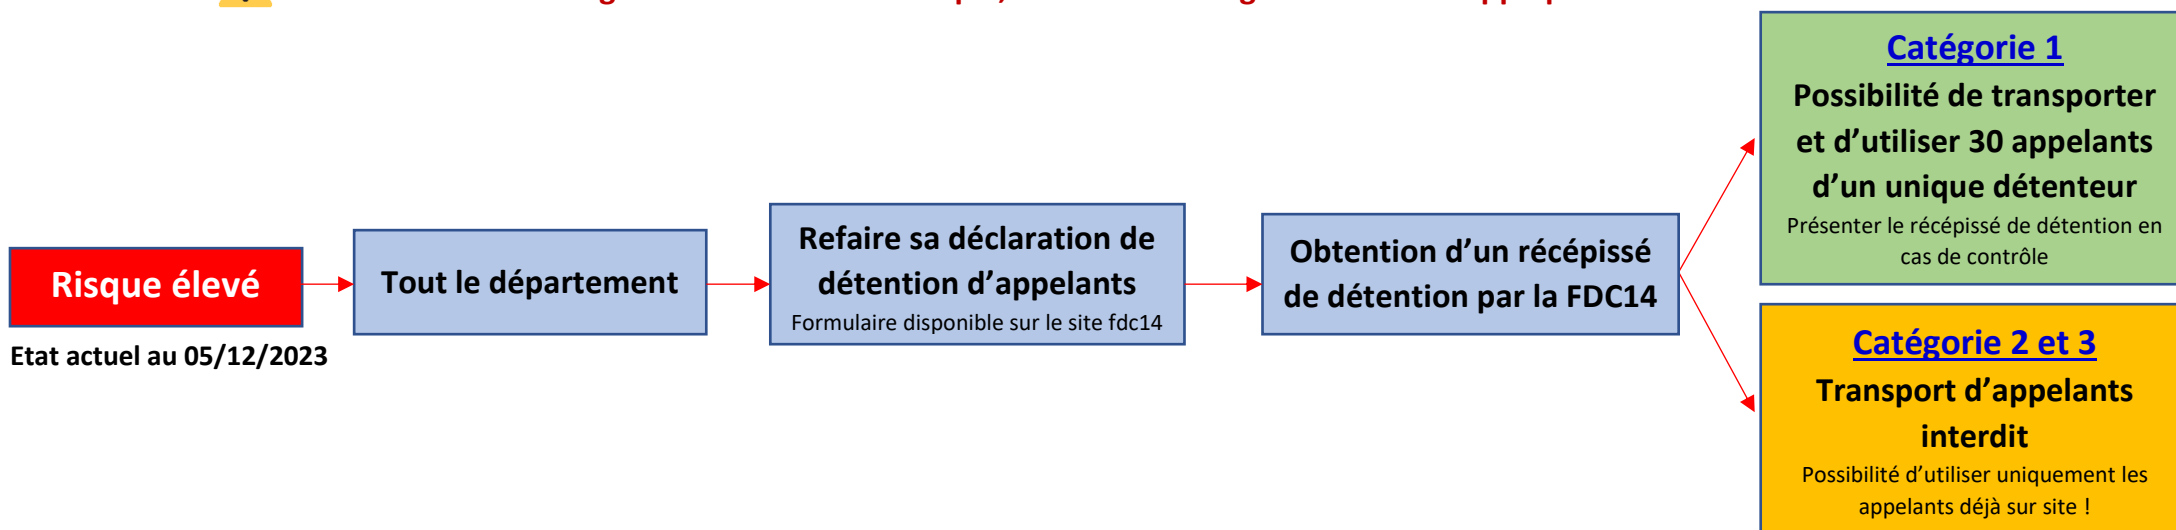 Risque élevé
Etat actuel au 05/12/2023
Tout le département
Refaire sa déclaration de
détention d’appelants
Formulaire disponible sur le site fdc14
Obtention d’un récépissé
de détention par la FDC14
Catégorie 1
Possibilité de transporter
et d’utiliser 30 appelants
d’un unique détenteur
Présenter le récépissé de détention en
cas de contrôle
Catégorie 2 et 3
Transport d’appelants
interdit
Possibilité d’utiliser uniquement les
appelants déjà sur site !